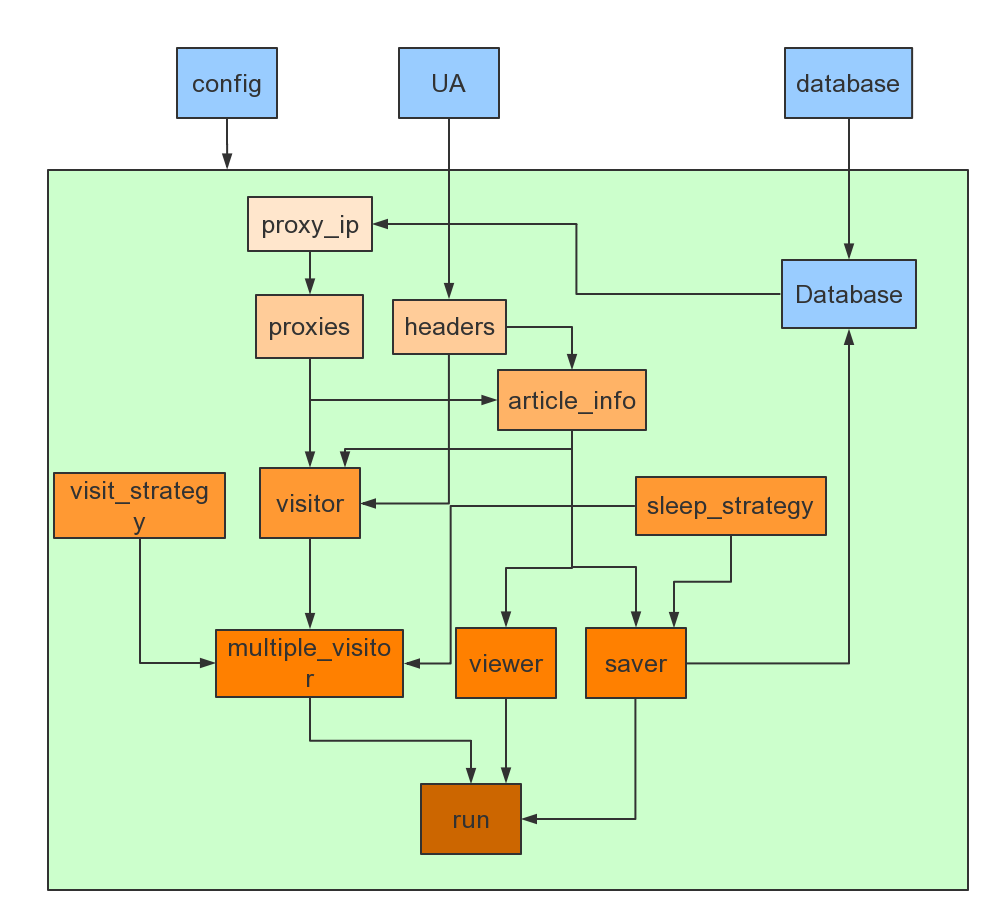 config
UA
database
proxy_ip
Database
proxies
headers
article_info
visit_strateg
y
visitor
sleep_strategy
multiple_visito
r
viewer
saver
run